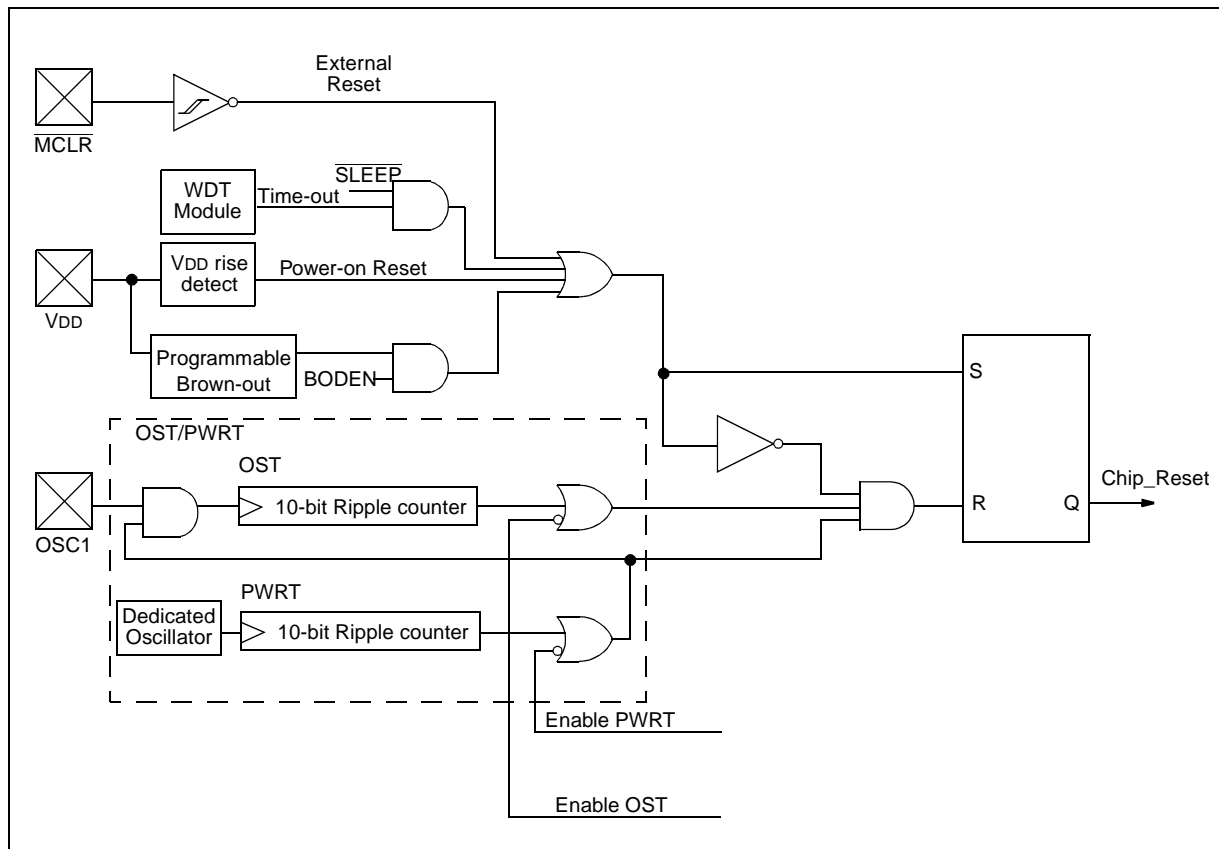 External
Reset
MCLR
SLEEP
WDT
Module
Time-out
VDD rise
detect
Power-on Reset
VDD
Programmable
Brown-out
BODEN
S
OST/PWRT
OST
10-bit Ripple counter
OSC1
Chip_Reset
R
Q
PWRT
Dedicated
Oscillator
10-bit Ripple counter
Enable PWRT
Enable OST